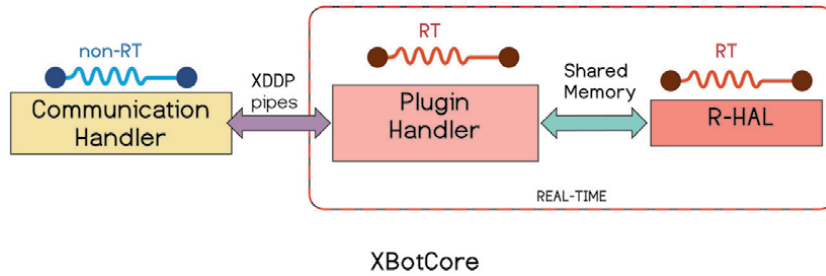 non-RT
Communication
Handler
XDDP
pipes
RT
Plugin
Handler
Shared
Memory
RT
R-HAL
REAL-TIME
XBotCore